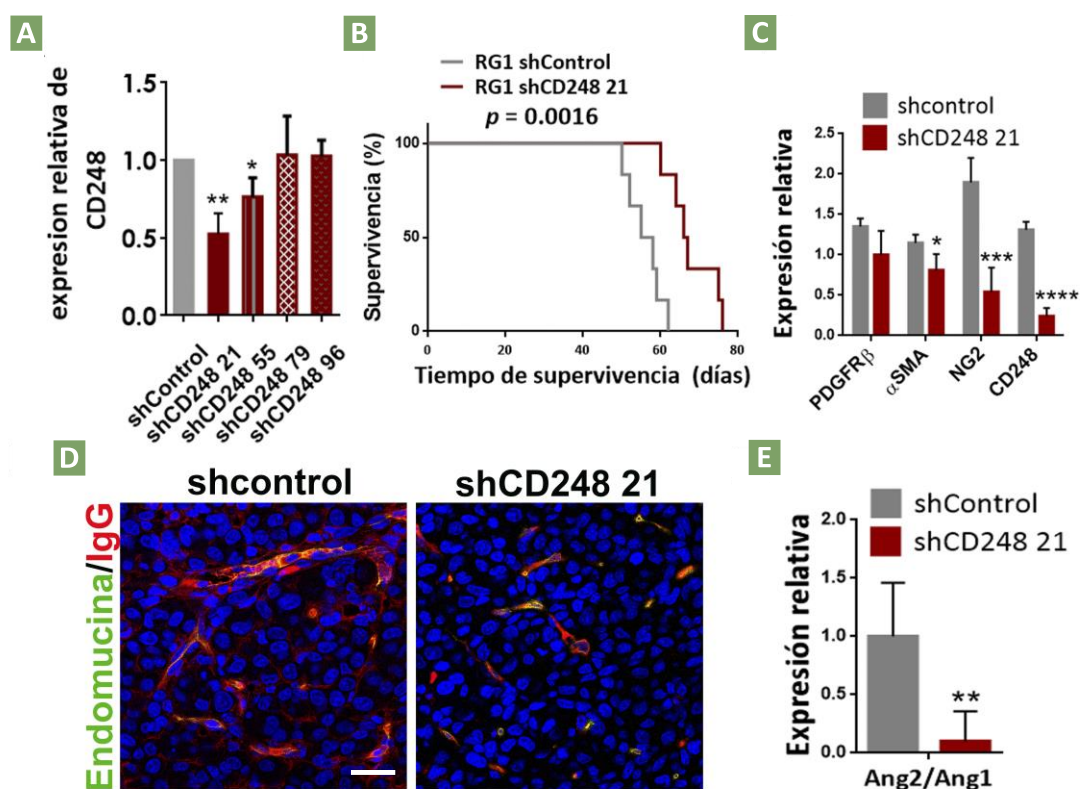 A
expresion relativa de
CD248
1.5
1.0
0.5
0.0
**
*
shControl
shCD248 21
shCD248 55
shCD248 79
shCD248 96
B
RG1 shControl
RG1 shCD248 21
p = 0.0016
Supervivencia (%)
100
50
0
0
20
40
60
80
Tiempo de supervivencia (días)
C
shcontrol
shCD248 21
Expresión relativa
2.5
2.0
1.5
1.0
0.5
0.0
*
***
****
PDGFRβ
αSMA
NG2
CD248
D
shcontrol
shCD248 21
Endomucina/IgG
E
shControl
shCD248 21
Expresión relativa
2.0
1.5
1.0
0.5
0.0
**
Ang2/Ang1